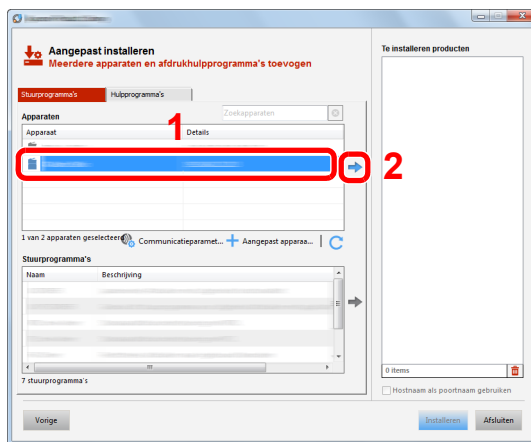 Aangepast installeren
Meerdere apparaten en afdrukhulpprogramma's toevogen
Stuurprogramma's
Hulpprogramma's
Apparaten
Zoekapparaten
Apparaat
Details
1
2
1 van 2 apparaten geselecteerd
Communicatieparamet...
Aangepast apparaa...
Stuurprogramma's
Naam
Beschrijving
7 stuurprogramma's
Te installeren producten
0 items
Hostnaam als poortnaam gebruiken
Vorige
Installeren
Afsluiten